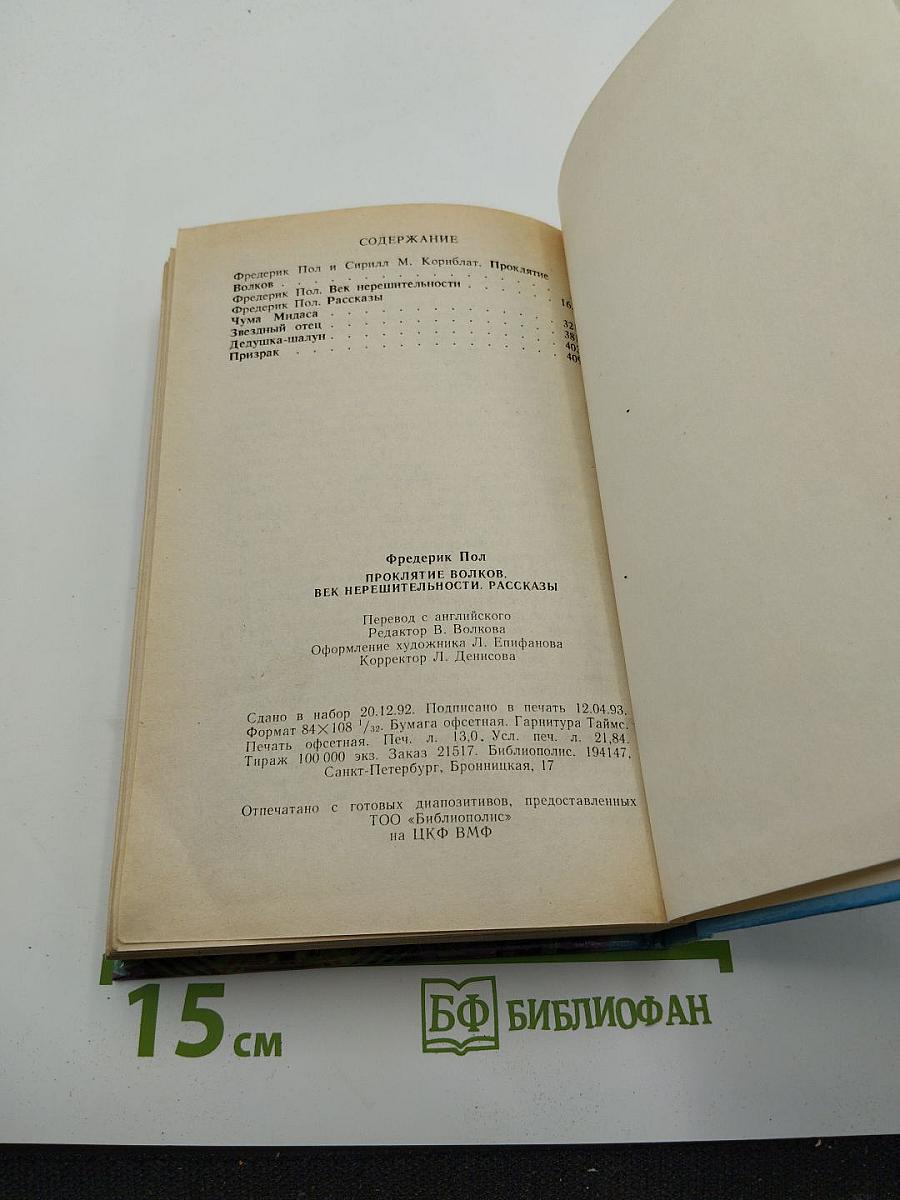 СОДЕРЖАНИЕ
Фредерик Пол и Сирилл М. Корнблат. Проклятие
Волков . . . . . . . . . . . . .
Фредерик Пол. Век нерешительности . . . . . .
Фредерик Пол. Рассказы
Чума Мидаса . . . . . . . . . . . . .
Звездный отец . . . . . . . . . . . . .
Дедушка-шалун . . . . . . . . . . . . .
Призрак . . . . . . . . . . . . . 409
Фредерик Пол
ПРОКЛЯТИЕ ВОЛКОВ.
ВЕК НЕРЕШИТЕЛЬНОСТИ. РАССКАЗЫ
Перевод с английского
Редактор В. Волкова
Оформление художника Л. Епифанова
Корректор Л. Денисова
Сдано в набор 20.12.92. Подписано в печать 12.04.93.
Формат 84×108 1/32. Бумага офсетная. Гарнитура Таймс.
Печать офсетная. Печ. л. 13,0. Усл. печ. л. 21,84.
Тираж 100 000 экз. Заказ 21517. Библиополис. 194147,
Санкт-Петербург, Бронницкая, 17
Отпечатано с готовых диапозитивов, предоставленных
ТОО «Библиополис»
на ЦКФ ВМФ
15 см
БФ БИБЛИОФАН